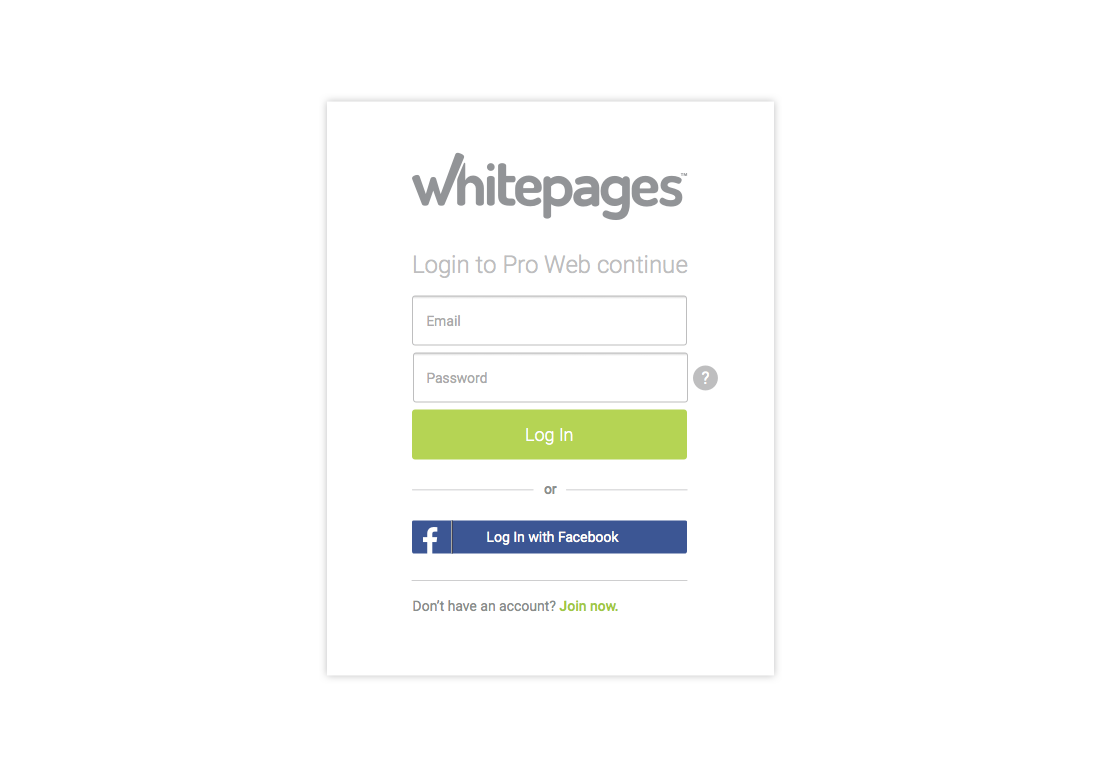 whitepages™
Login to Pro Web continue
Email
Password
?
Log In
or
f Log In with Facebook
Don’t have an account? Join now.